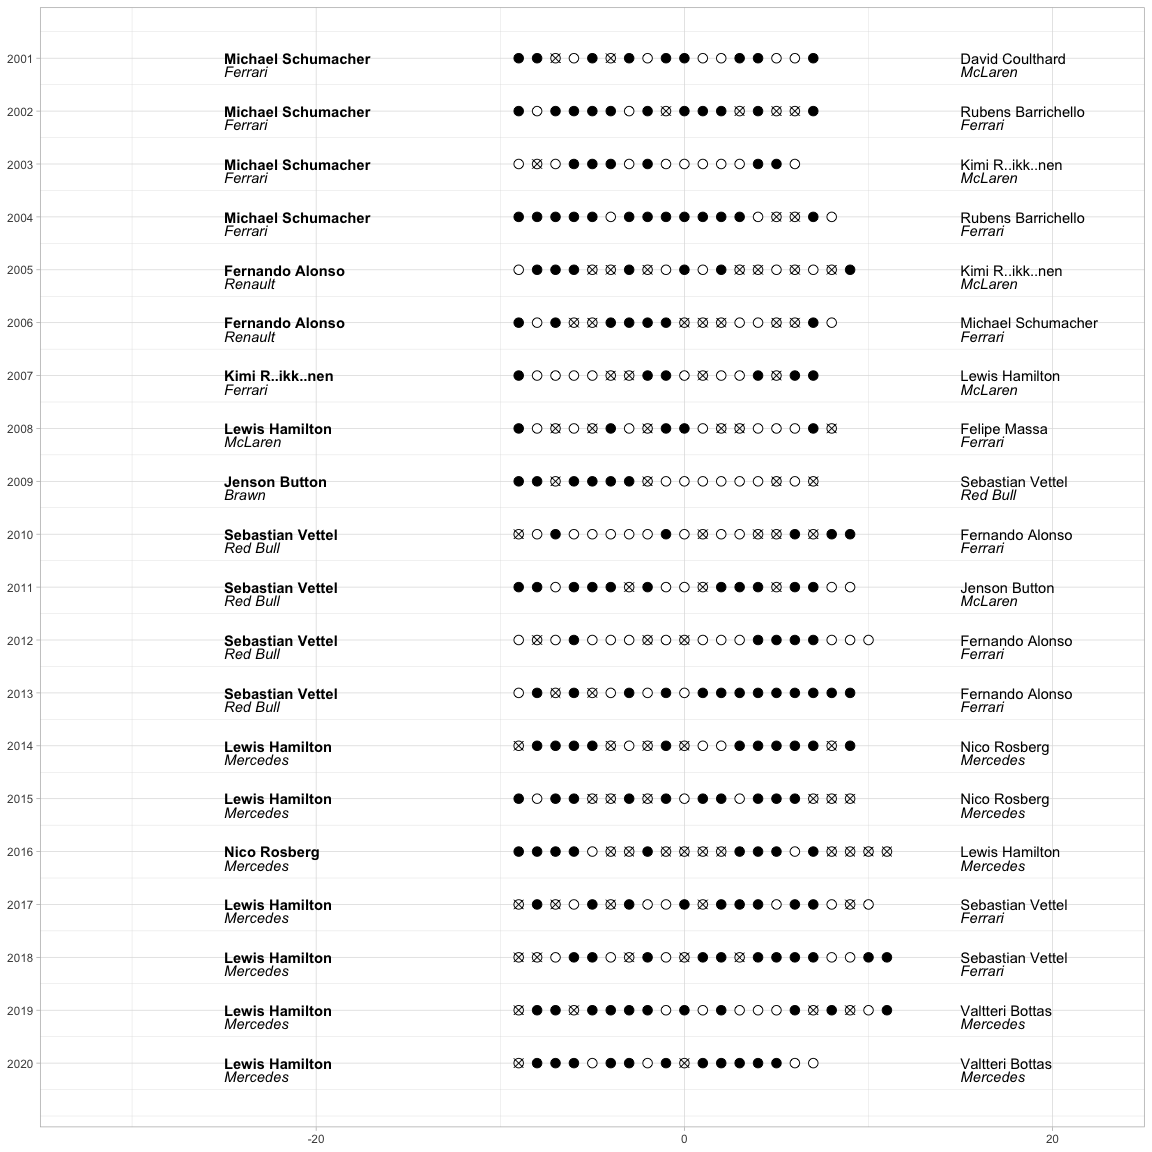 2001 Michael Schumacher David Coulthard
Ferrari McLaren
2002 Michael Schumacher Rubens Barrichello
Ferrari Ferrari
2003 Michael Schumacher Kimi R..ikk..nen
Ferrari McLaren
2004 Michael Schumacher Rubens Barrichello
Ferrari Ferrari
2005 Fernando Alonso Kimi R..ikk..nen
Renault McLaren
2006 Fernando Alonso Michael Schumacher
Renault Ferrari
2007 Kimi R..ikk..nen Lewis Hamilton
Ferrari McLaren
2008 Lewis Hamilton Felipe Massa
McLaren Ferrari
2009 Jenson Button Sebastian Vettel
Brawn Red Bull
2010 Sebastian Vettel Fernando Alonso
Red Bull Ferrari
2011 Sebastian Vettel Jenson Button
Red Bull McLaren
2012 Sebastian Vettel Fernando Alonso
Red Bull Ferrari
2013 Sebastian Vettel Fernando Alonso
Red Bull Ferrari
2014 Lewis Hamilton Nico Rosberg
Mercedes Mercedes
2015 Lewis Hamilton Nico Rosberg
Mercedes Mercedes
2016 Nico Rosberg Lewis Hamilton
Mercedes Mercedes
2017 Lewis Hamilton Sebastian Vettel
Mercedes Ferrari
2018 Lewis Hamilton Sebastian Vettel
Mercedes Ferrari
2019 Lewis Hamilton Valtteri Bottas
Mercedes Mercedes
2020 Lewis Hamilton Valtteri Bottas
Mercedes Mercedes
-20 0 20